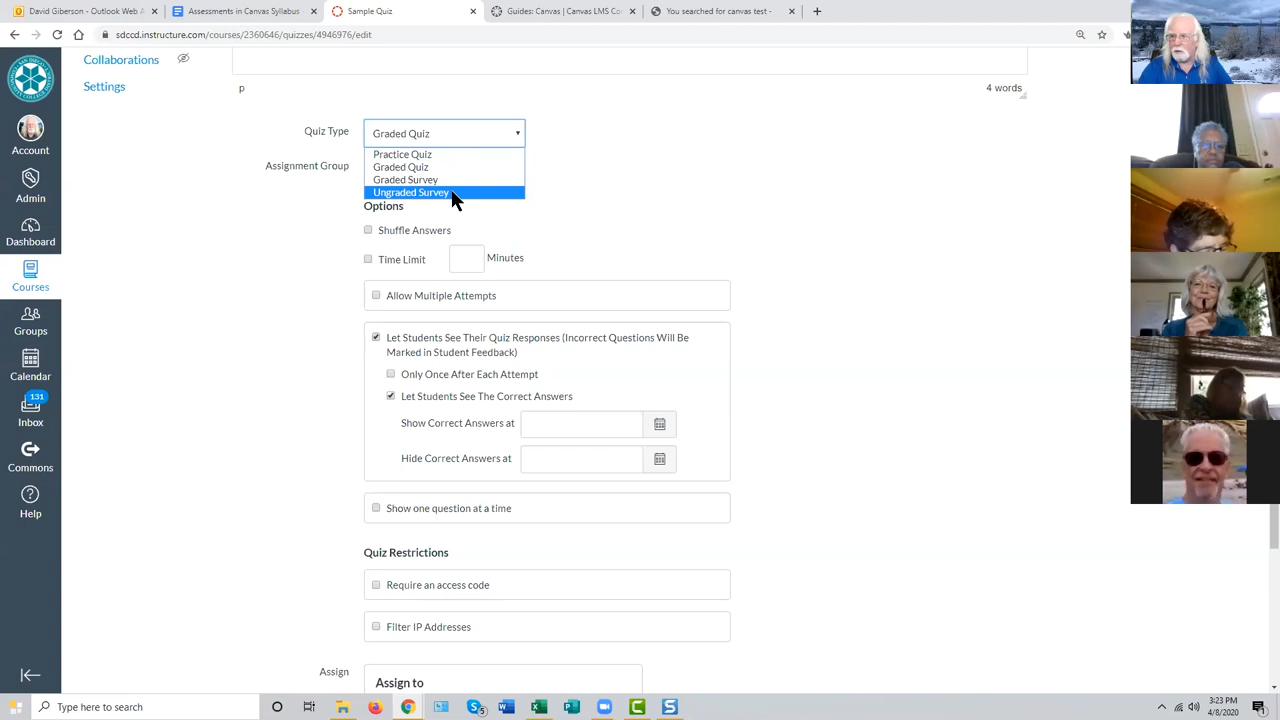 David Giberson - Outlook Web A
Assessments in Canvas Syllabus
Sample Quiz
Guides: Canvas | Canvas LMS Co
You searched for canvas test -
sdccd.instructure.com/courses/2360646/quizzes/4946976/edit
Collaborations
Settings
Account
Admin
Dashboard
Courses
Groups
Calendar
131
Inbox
Commons
Help
p
4 words
Quiz Type
Graded Quiz
Practice Quiz
Graded Quiz
Graded Survey
Ungraded Survey
Assignment Group
Options
Shuffle Answers
Time Limit
Minutes
Allow Multiple Attempts
Let Students See Their Quiz Responses (Incorrect Questions Will Be
Marked in Student Feedback)
Only Once After Each Attempt
Let Students See The Correct Answers
Show Correct Answers at
Hide Correct Answers at
Show one question at a time
Quiz Restrictions
Require an access code
Filter IP Addresses
Assign
Assign to
Type here to search
5
3:23 PM
4/8/2020
1